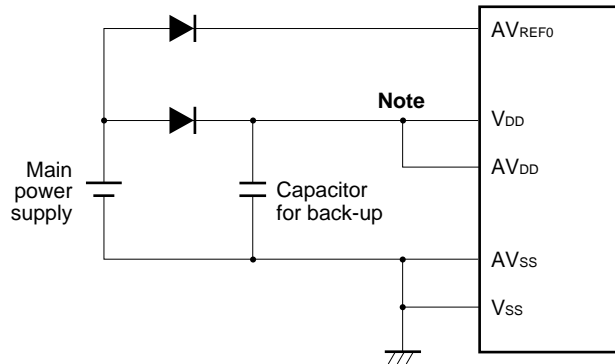 AVREF0
Note
VDD
AVDD
Main
power
supply
Capacitor
for back-up
AVSS
VSS